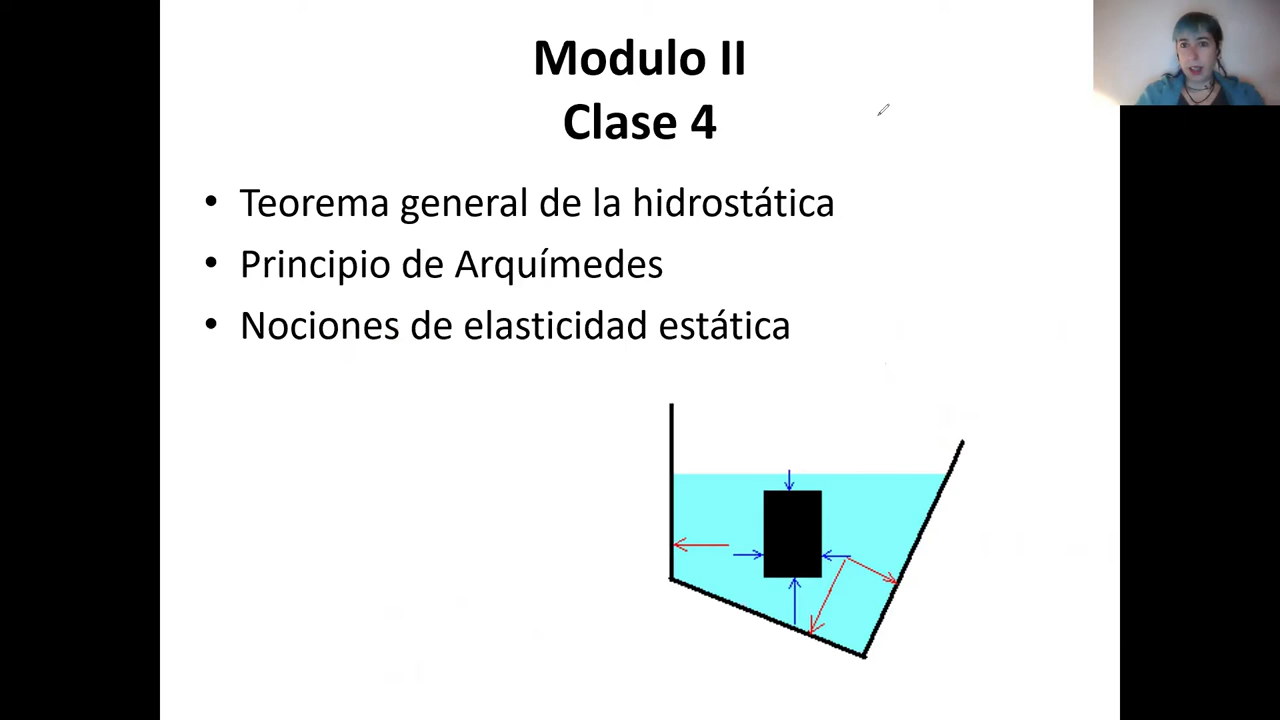 Modulo II
Clase 4
• Teorema general de la hidrostática
• Principio de Arquímedes
• Nociones de elasticidad estática